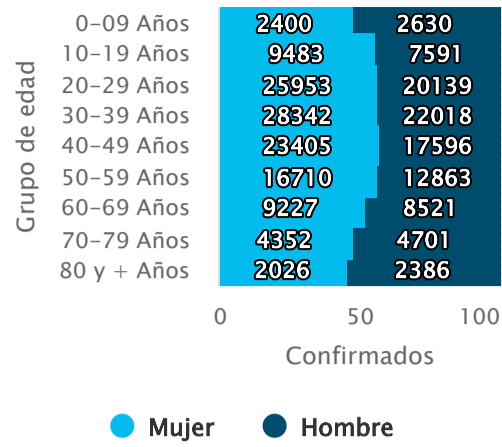 Grupo de edad
0-09 Años 2400 2630
10-19 Años 9483 7591
20-29 Años 25953 20139
30-39 Años 28342 22018
40-49 Años 23405 17596
50-59 Años 16710 12863
60-69 Años 9227 8521
70-79 Años 4352 4701
80 y + Años 2026 2386
0 50 100
Confirmados
Mujer Hombre